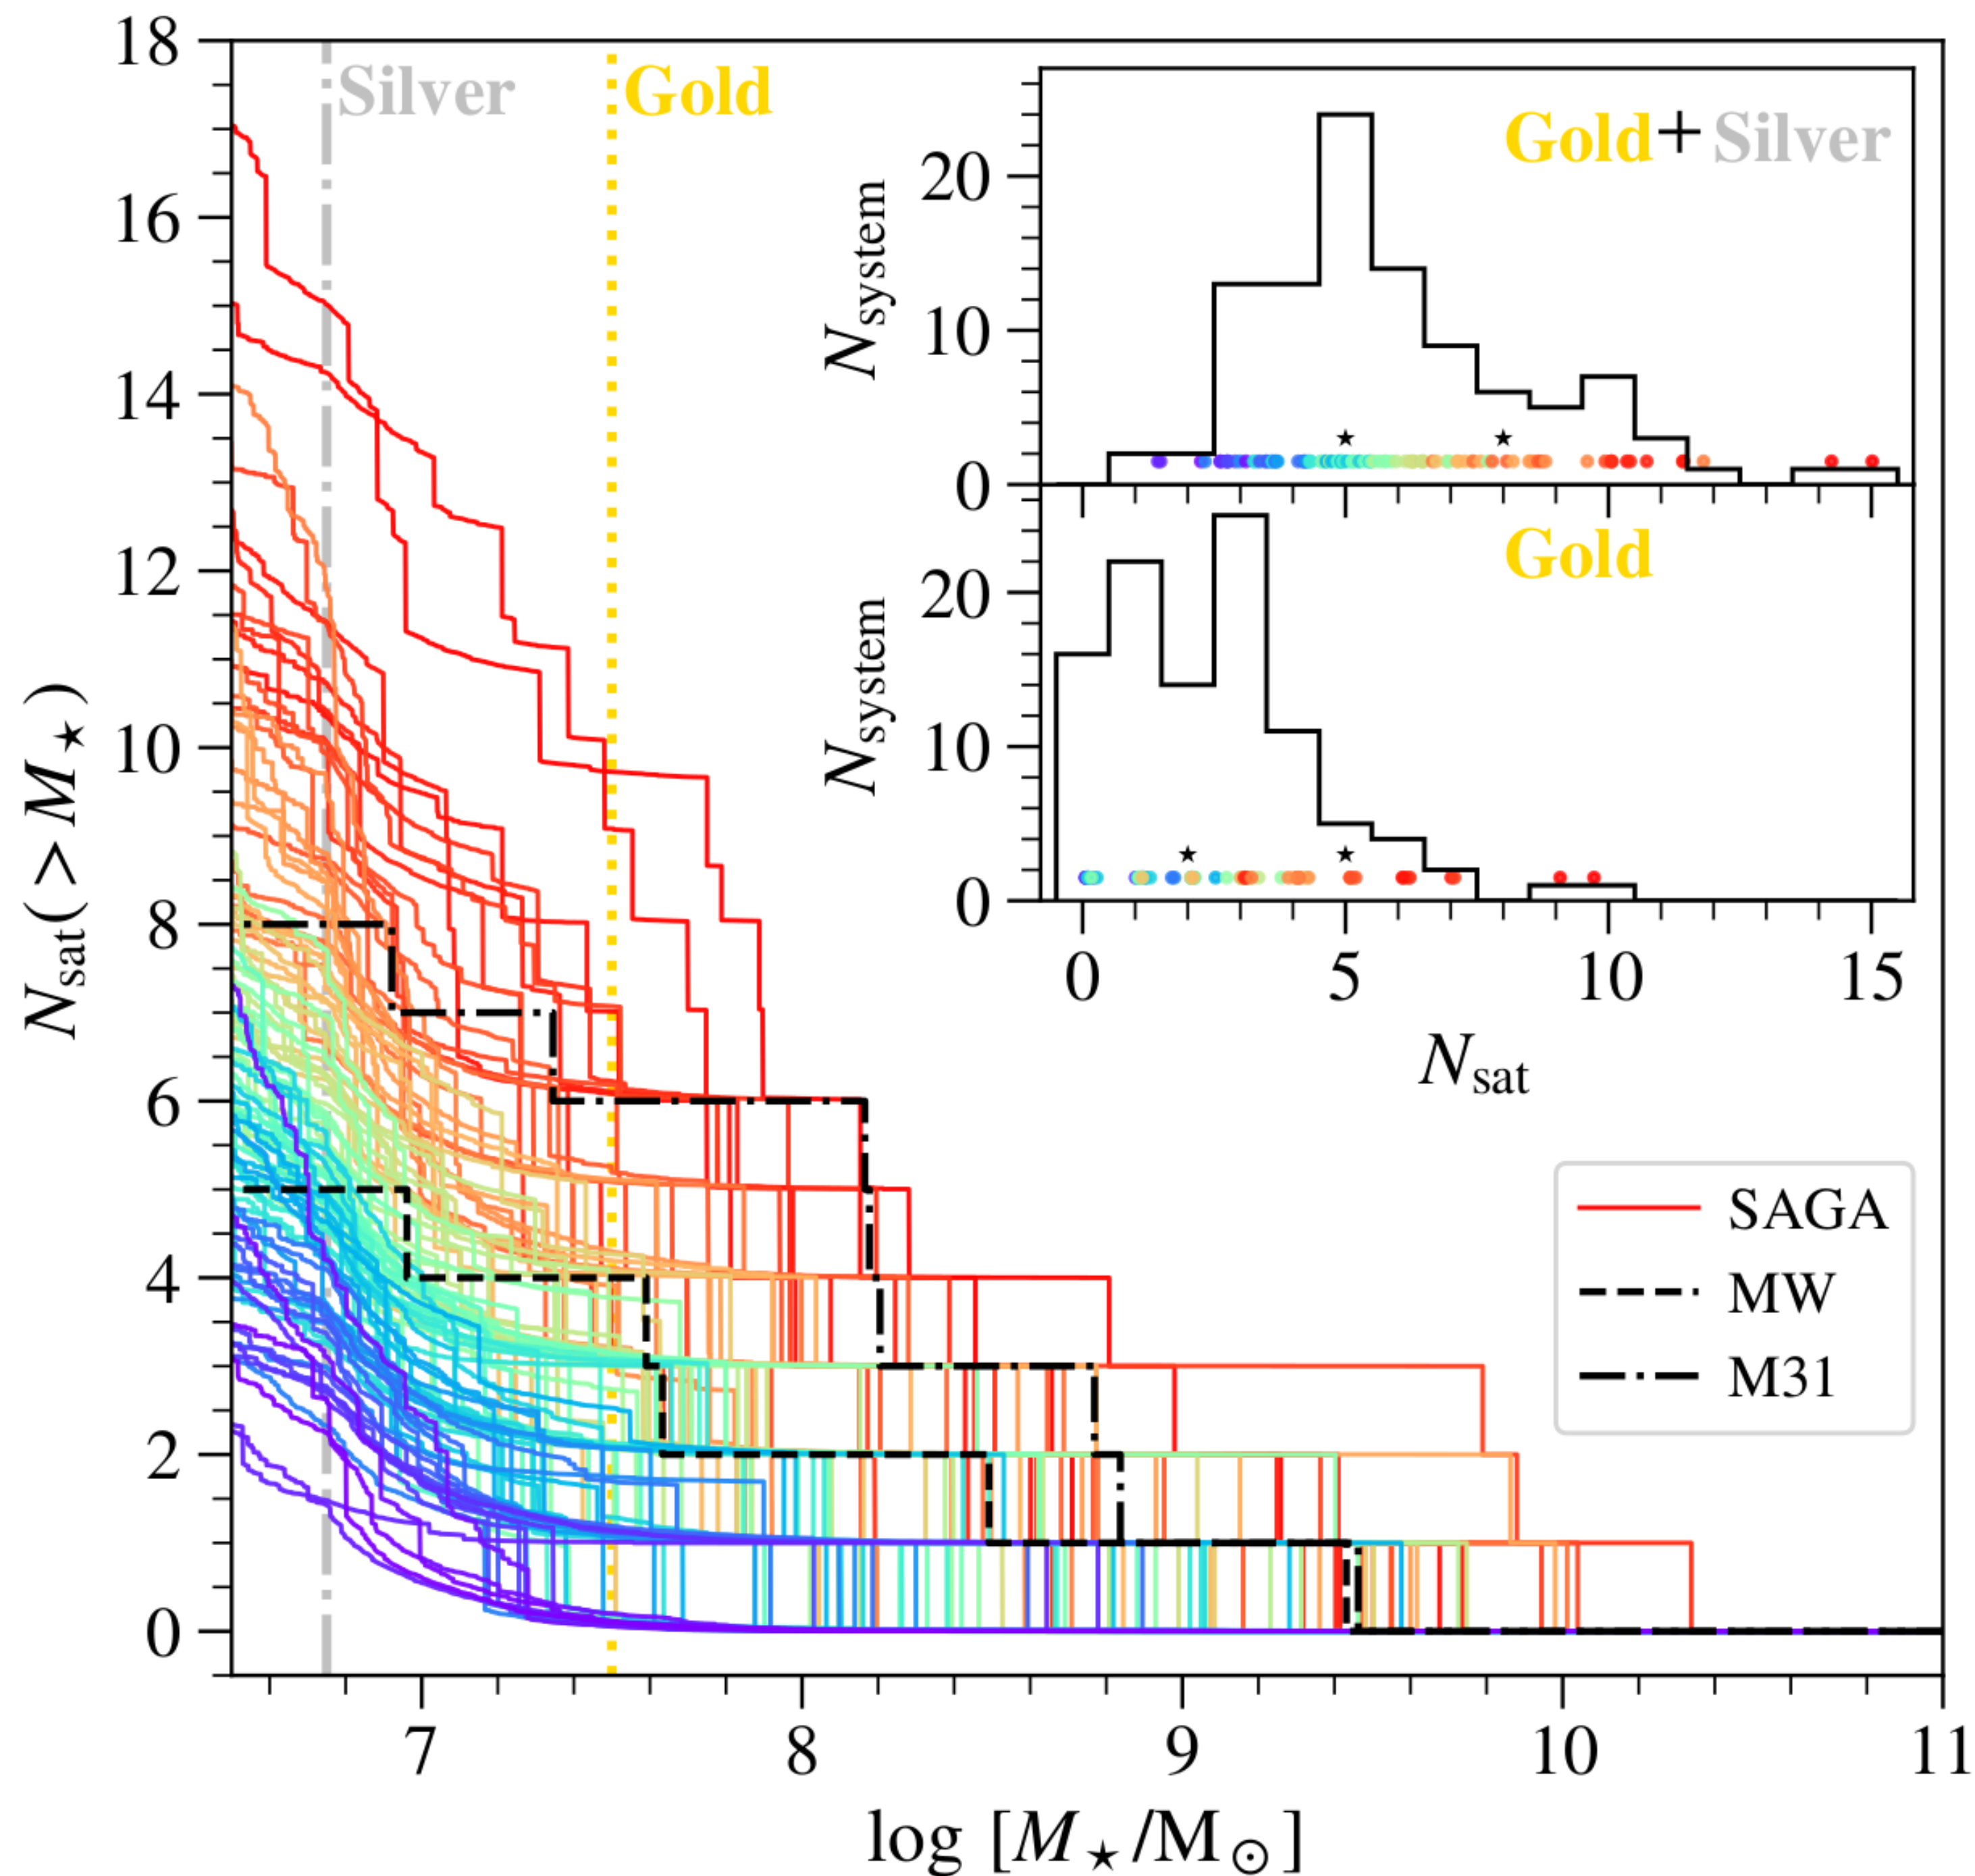 18
16
14
12
10
8
6
4
2
0
N_sat(> M_★)
7 8 9 10 11
log [M_★/M_⊙]
Silver Gold
Gold+Silver
N_system
20
10
0
Gold
N_system
20
10
0
0 5 10 15
N_sat
SAGA
MW
M31